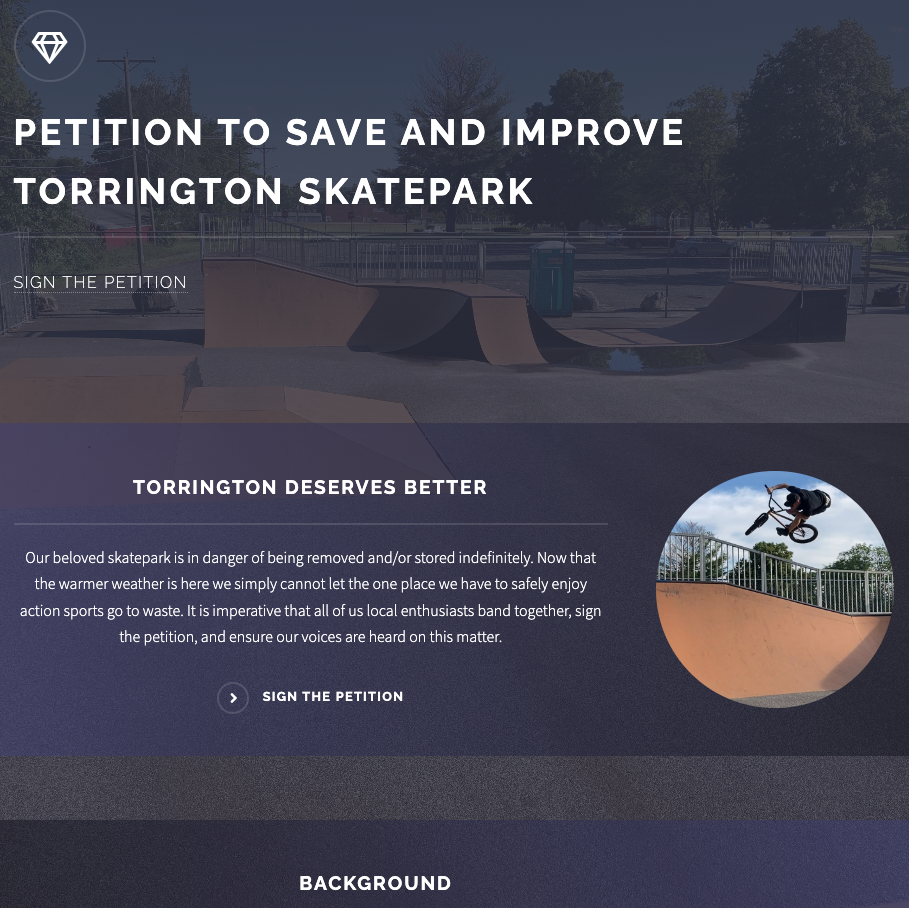 PETITION TO SAVE AND IMPROVE
TORRINGTON SKATEPARK
SIGN THE PETITION
TORRINGTON DESERVES BETTER
Our beloved skatepark is in danger of being removed and/or stored indefinitely. Now that
the warmer weather is here we simply cannot let the one place we have to safely enjoy
action sports go to waste. It is imperative that all of us local enthusiasts band together, sign
the petition, and ensure our voices are heard on this matter.
SIGN THE PETITION
BACKGROUND